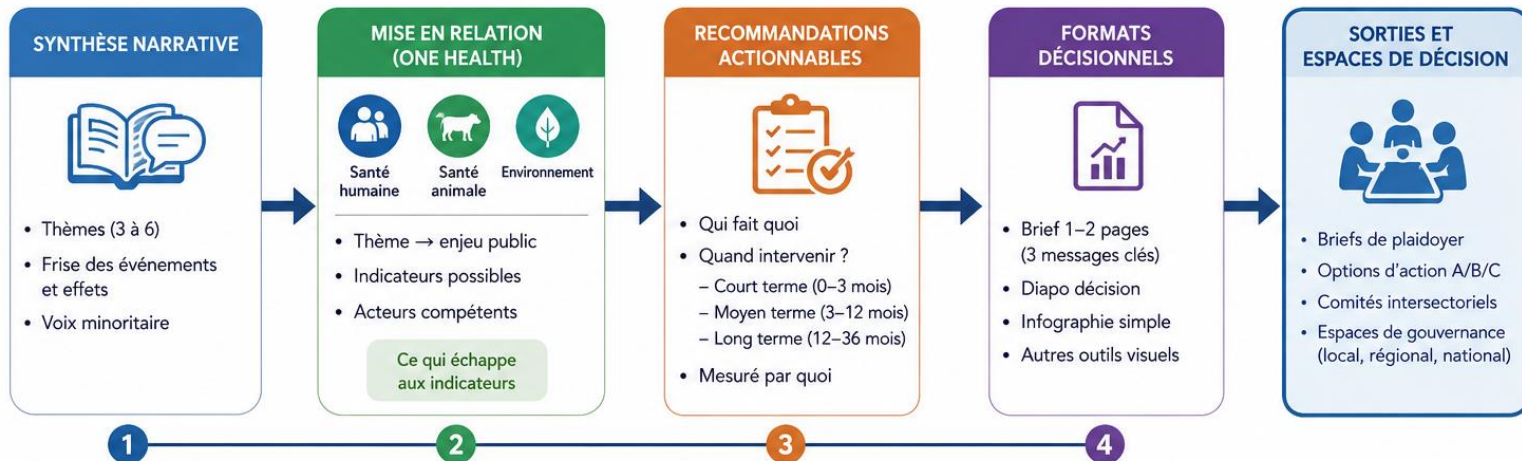 SYNTHÈSE NARRATIVE
• Thèmes (3 à 6)
• Frise des événements
et effets
• Voix minoritaire
MISE EN RELATION
(ONE HEALTH)
Santé
humaine
Santé
animale
Environnement
• Thème → enjeu public
• Indicateurs possibles
• Acteurs compétents
Ce qui échappe
aux indicateurs
RECOMMANDATIONS
ACTIONNABLES
• Qui fait quoi
• Quand intervenir ?
– Court terme (0–3 mois)
– Moyen terme (3–12 mois)
– Long terme (12–36 mois)
• Mesuré par quoi
FORMATS
DÉCISIONNELS
• Brief 1–2 pages
(3 messages clés)
• Diapo décision
• Infographie simple
• Autres outils visuels
SORTIES ET
ESPACES DE DÉCISION
• Briefs de plaidoyer
• Options d’action A/B/C
• Comités intersectoriels
• Espaces de gouvernance
(local, régional, national)
1
2
3
4